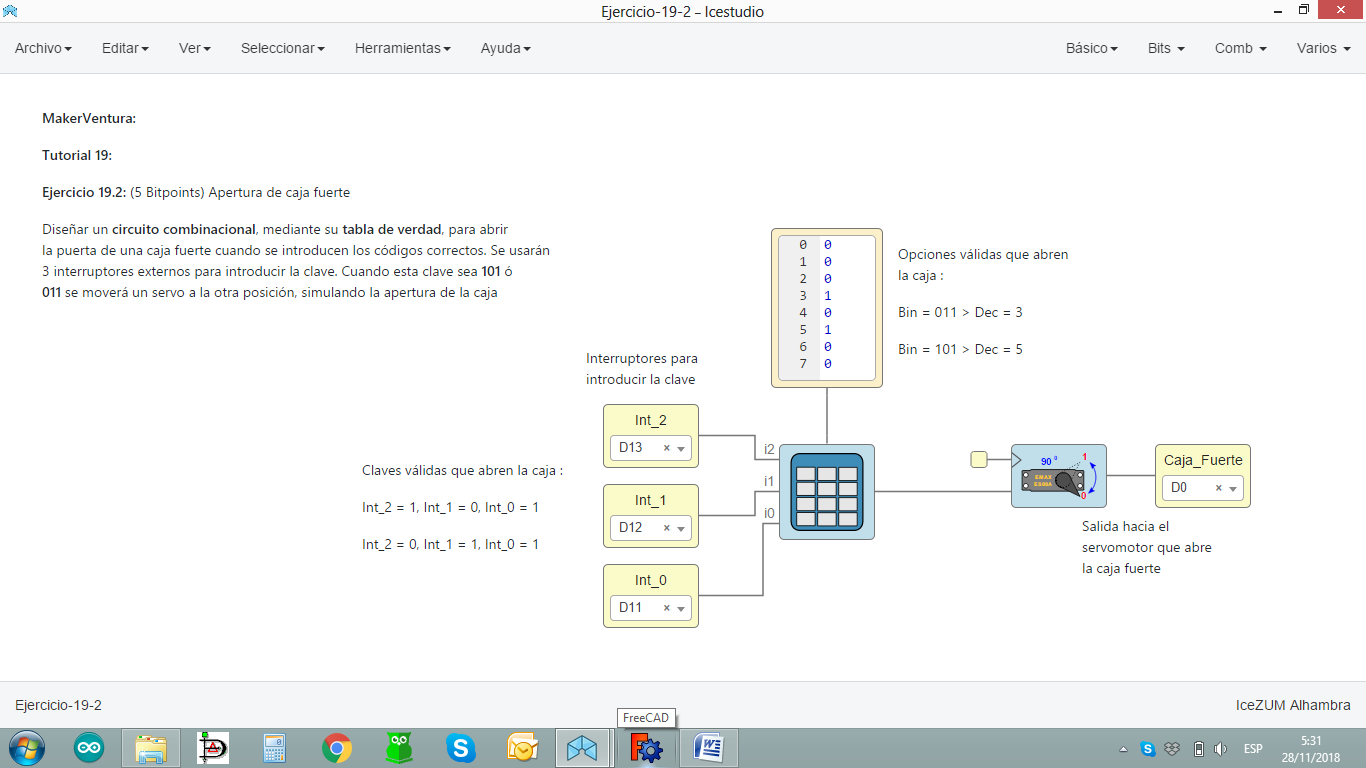 Ejercicio-19-2 – Icestudio
Archivo Editar Ver Seleccionar Herramientas Ayuda Básico Bits Comb Varios
MakerVentura:
Tutorial 19:
Ejercicio 19.2: (5 Bitpoints) Apertura de caja fuerte
Diseñar un circuito combinacional, mediante su tabla de verdad, para abrir
la puerta de una caja fuerte cuando se introducen los códigos correctos. Se usarán
3 interruptores externos para introducir la clave. Cuando esta clave sea 101 ó
011 se moverá un servo a la otra posición, simulando la apertura de la caja
0 0
1 0
2 0
3 1
4 0
5 1
6 0
7 0
Opciones válidas que abren
la caja :
Bin = 011 > Dec = 3
Bin = 101 > Dec = 5
Interruptores para
introducir la clave
Int_2
D13 ×
Int_1
D12 ×
Int_0
D11 ×
i2
i1
i0
Claves válidas que abren la caja :
Int_2 = 1, Int_1 = 0, Int_0 = 1
Int_2 = 0, Int_1 = 1, Int_0 = 1
90 º
1
EMAX
ES08A
0
Caja_Fuerte
D0 ×
Salida hacia el
servomotor que abre
la caja fuerte
Ejercicio-19-2
IceZUM Alhambra
FreeCAD
ESP
5:31
28/11/2018